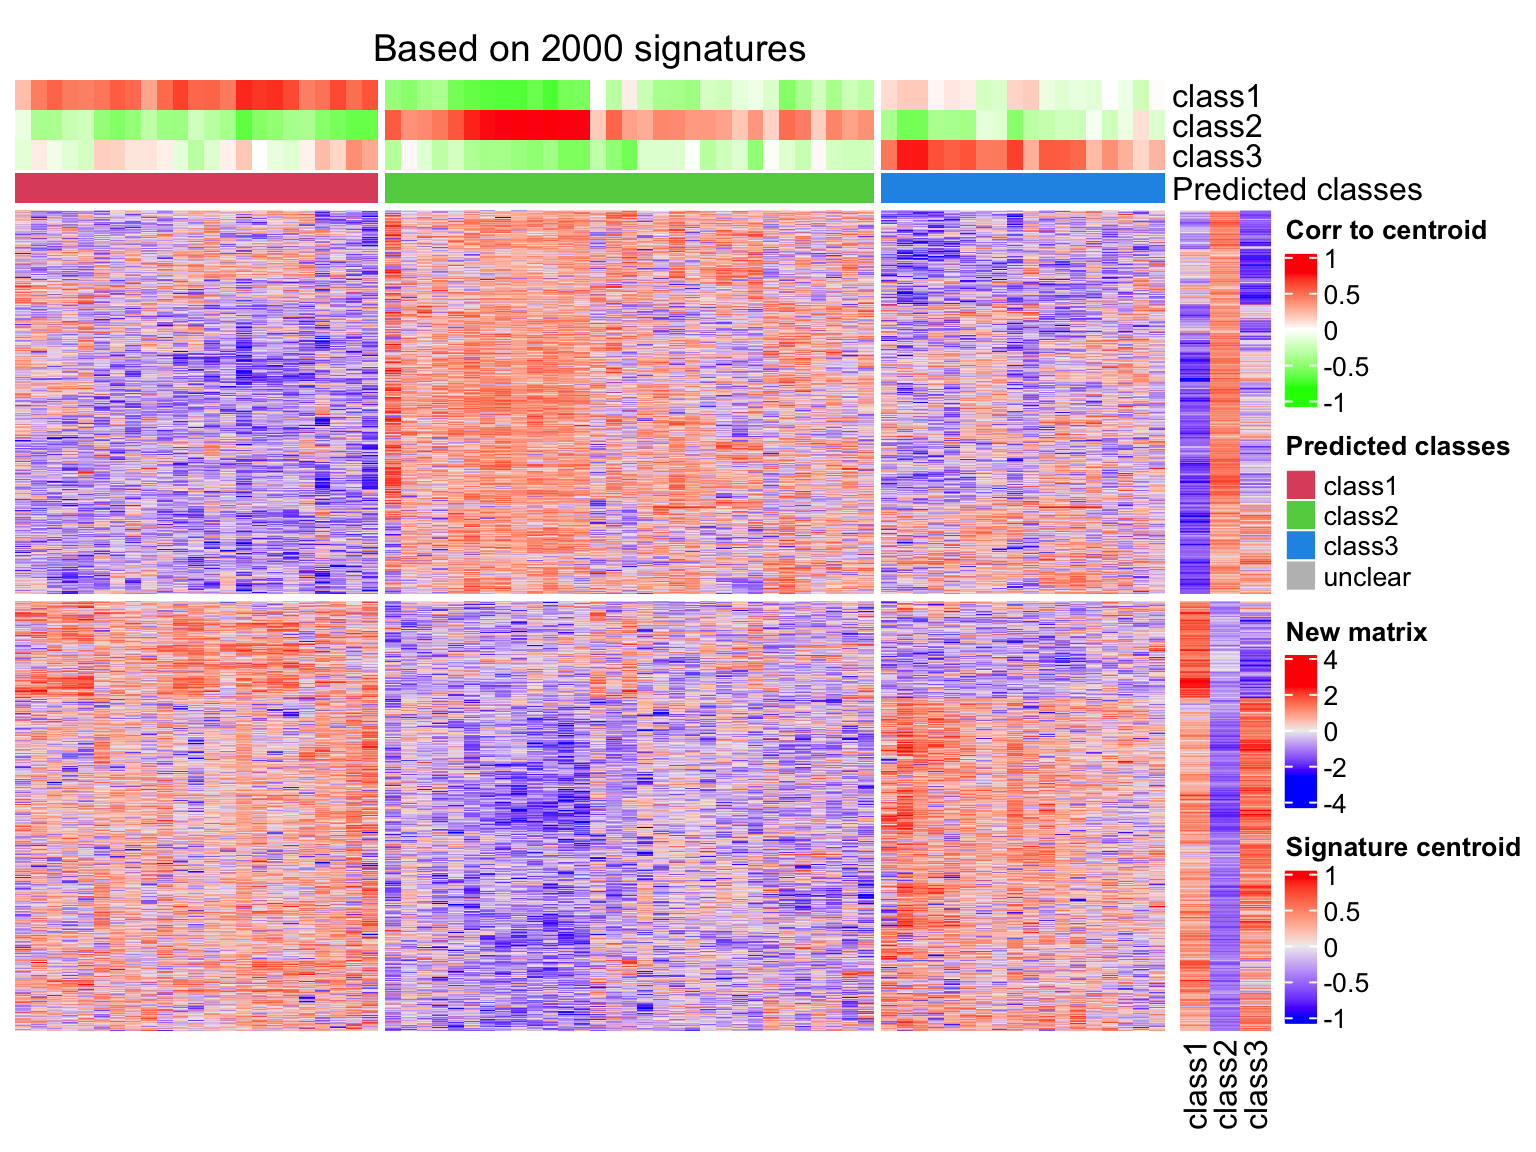 Based on 2000 signatures
class1
class2
class3
Predicted classes
Corr to centroid
1
0.5
0
-0.5
-1
Predicted classes
class1
class2
class3
unclear
New matrix
4
2
0
-2
-4
Signature centroid
1
0.5
0
-0.5
-1
class1
class2
class3